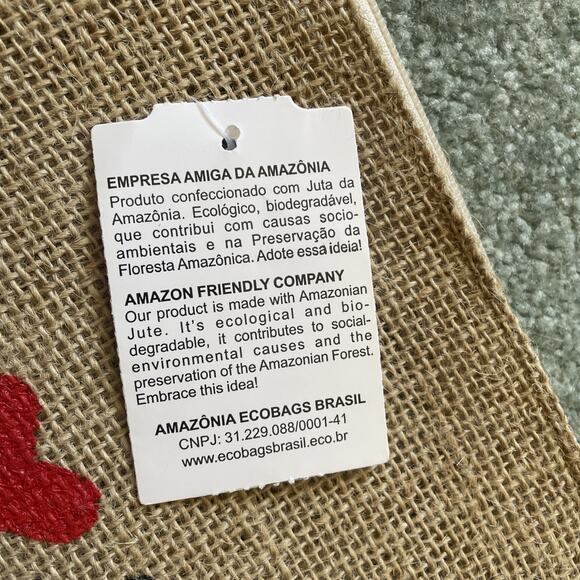 EMPRESA AMIGA DA AMAZÔNIA
Produto confeccionado com Juta da
Amazônia. Ecológico, biodegradável,
que contribui com causas socio-
ambientais e na Preservação da
Floresta Amazônica. Adote essa ideia!
AMAZON FRIENDLY COMPANY
Our product is made with Amazonian
Jute. It's ecological and bio-
degradable, it contributes to social-
environmental causes and the
preservation of the Amazonian Forest.
Embrace this idea!
AMAZÔNIA ECOBAGS BRASIL
CNPJ: 31.229.088/0001-41
www.ecobagsbrasil.eco.br